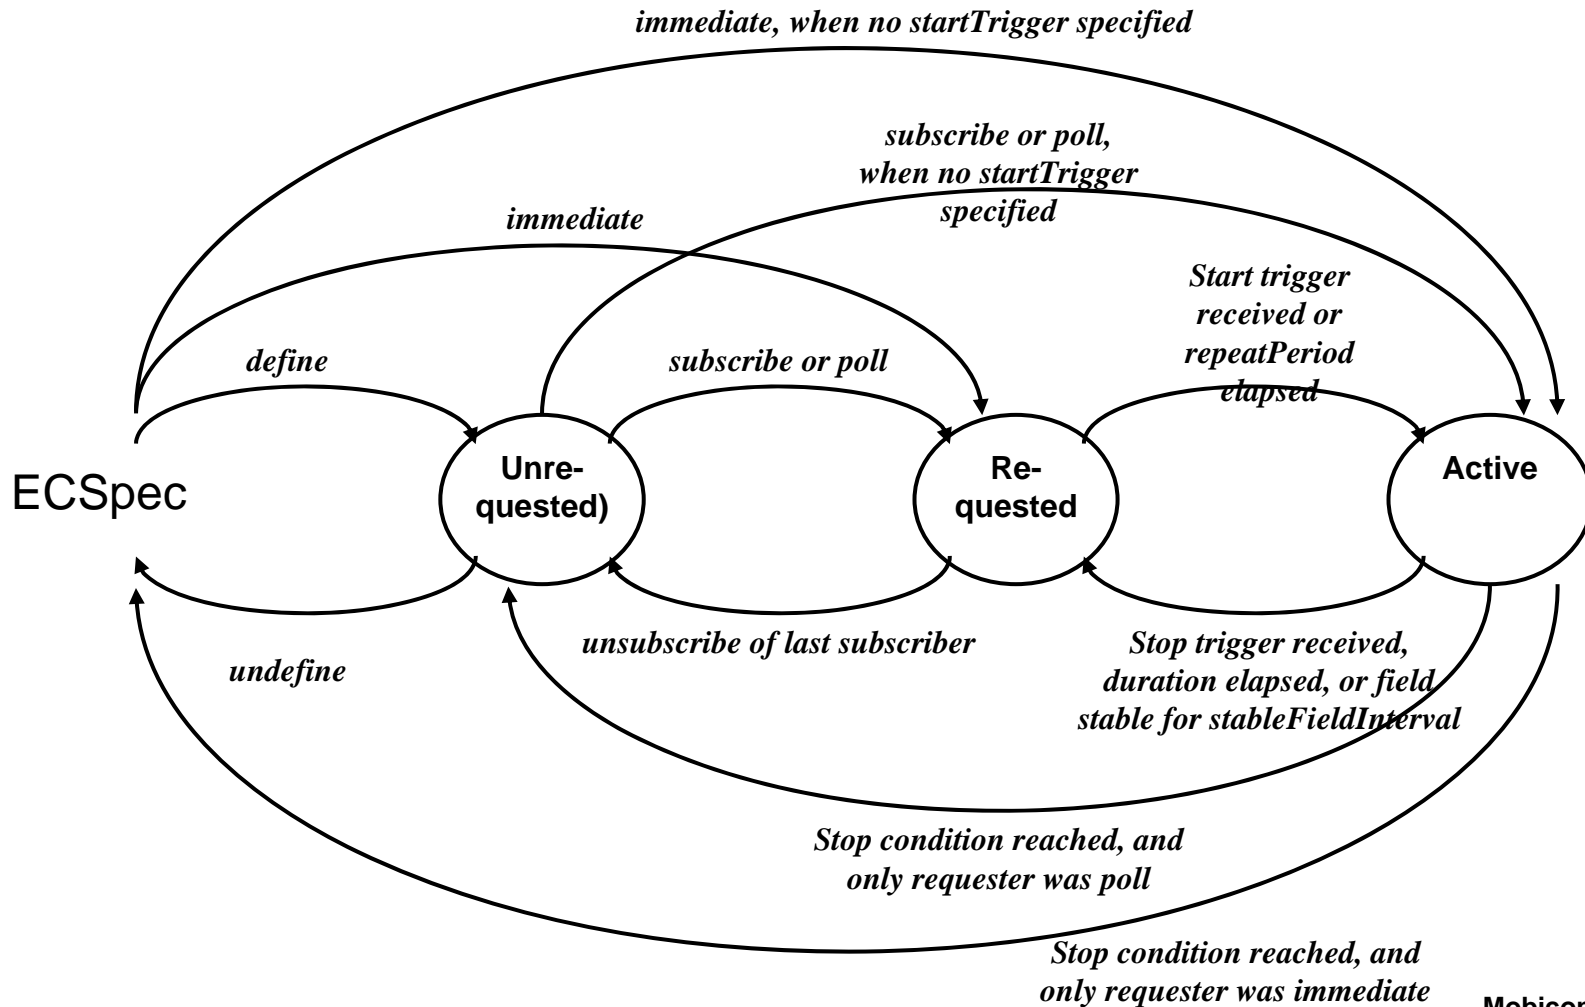 immediate, when no startTrigger specified
subscribe or poll,
when no startTrigger
specified
immediate
Start trigger
received or
repeatPeriod
elapsed
define
subscribe or poll
ECSpec
Unre-
quested)
Re-
quested
Active
undefine
unsubscribe of last subscriber
Stop trigger received,
duration elapsed, or field
stable for stableFieldInterval
Stop condition reached, and
only requester was poll
Stop condition reached, and
only requester was immediate